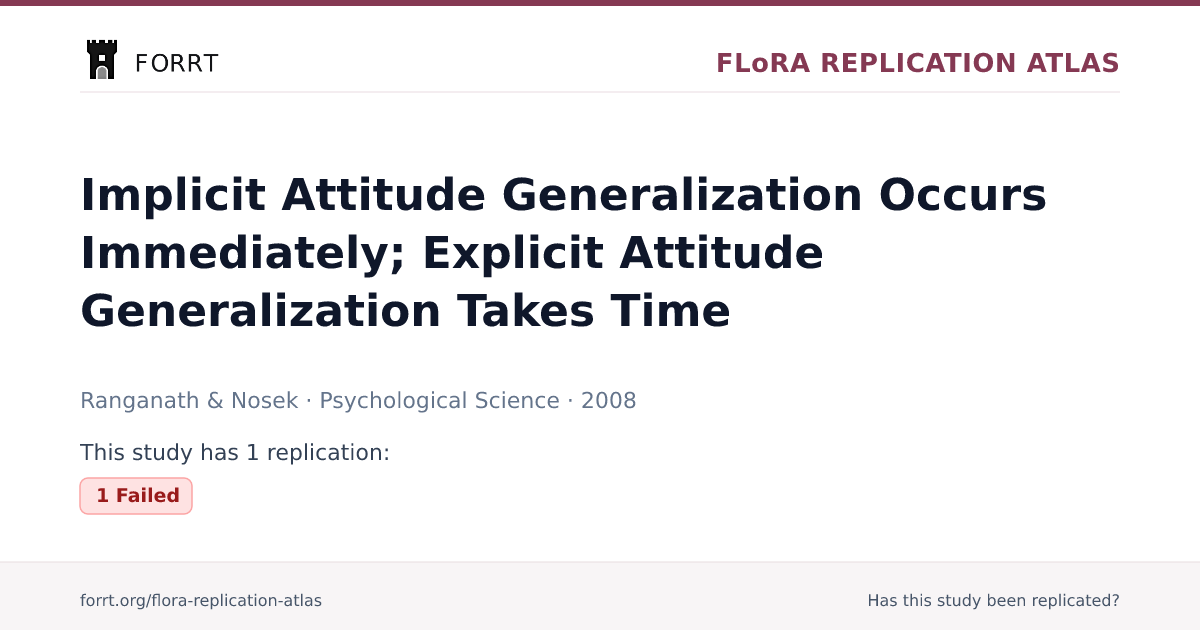 FORRT
FLoRA REPLICATION ATLAS
Implicit Attitude Generalization Occurs
Immediately; Explicit Attitude
Generalization Takes Time
Ranganath & Nosek · Psychological Science · 2008
This study has 1 replication:
1 Failed
forrt.org/flora-replication-atlas
Has this study been replicated?